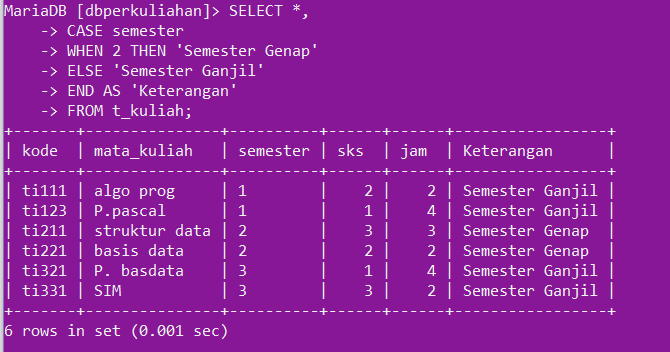 MariaDB [dbperkuliahan]> SELECT *,
    -> CASE semester
    -> WHEN 2 THEN 'Semester Genap'
    -> ELSE 'Semester Ganjil'
    -> END AS 'Keterangan'
    -> FROM t_kuliah;
+-------+---------------+----------+------+------+-----------------+
| kode  | mata_kuliah   | semester | sks  | jam  | Keterangan      |
+-------+---------------+----------+------+------+-----------------+
| ti111 | algo prog     | 1        |    2 |    2 | Semester Ganjil |
| ti123 | P.pascal      | 1        |    1 |    4 | Semester Ganjil |
| ti211 | struktur data | 2        |    3 |    3 | Semester Genap  |
| ti221 | basis data    | 2        |    2 |    2 | Semester Genap  |
| ti321 | P. basdata    | 3        |    1 |    4 | Semester Ganjil |
| ti331 | SIM           | 3        |    3 |    2 | Semester Ganjil |
+-------+---------------+----------+------+------+-----------------+
6 rows in set (0.001 sec)